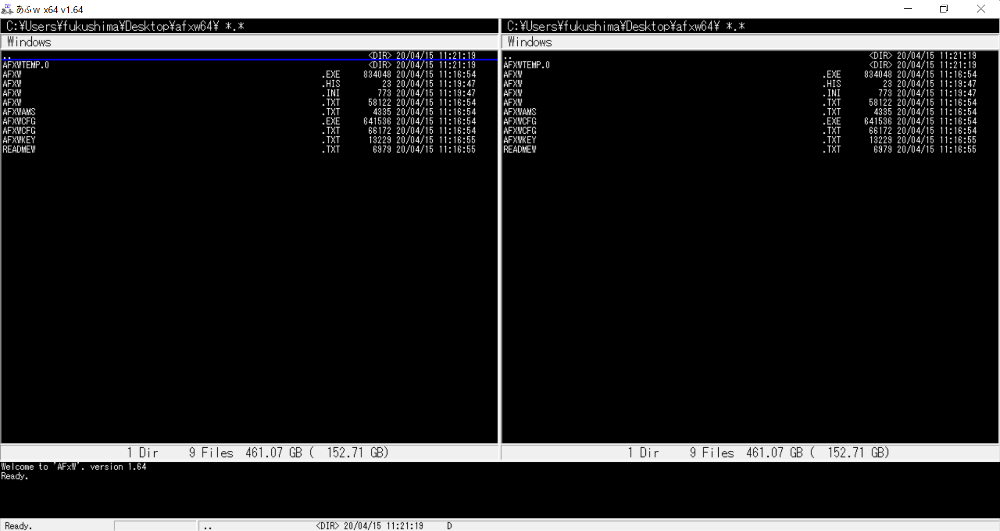 あふｗ x64 v1.64
C:¥Users¥fukushima¥Desktop¥afxw64¥ *.*
Windows
.. <DIR> 20/04/15 11:21:19
AFXWTEMP.0 <DIR> 20/04/15 11:21:19
AFXW .EXE 834048 20/04/15 11:16:54
AFXW .HIS 23 20/04/15 11:19:47
AFXW .INI 773 20/04/15 11:19:47
AFXW .TXT 58122 20/04/15 11:16:54
AFXWAMS .TXT 4335 20/04/15 11:16:54
AFXWCFG .EXE 641536 20/04/15 11:16:54
AFXWCFG .TXT 66172 20/04/15 11:16:54
AFXWKEY .TXT 13229 20/04/15 11:16:55
READMEW .TXT 6979 20/04/15 11:16:55
1 Dir 9 Files 461.07 GB ( 152.71 GB)
C:¥Users¥fukushima¥Desktop¥afxw64¥ *.*
Windows
.. <DIR> 20/04/15 11:21:19
AFXWTEMP.0 <DIR> 20/04/15 11:21:19
AFXW .EXE 834048 20/04/15 11:16:54
AFXW .HIS 23 20/04/15 11:19:47
AFXW .INI 773 20/04/15 11:19:47
AFXW .TXT 58122 20/04/15 11:16:54
AFXWAMS .TXT 4335 20/04/15 11:16:54
AFXWCFG .EXE 641536 20/04/15 11:16:54
AFXWCFG .TXT 66172 20/04/15 11:16:54
AFXWKEY .TXT 13229 20/04/15 11:16:55
READMEW .TXT 6979 20/04/15 11:16:55
1 Dir 9 Files 461.07 GB ( 152.71 GB)
Welcome to 'AFxW'. version 1.64
Ready.
Ready.
.. <DIR> 20/04/15 11:21:19 D